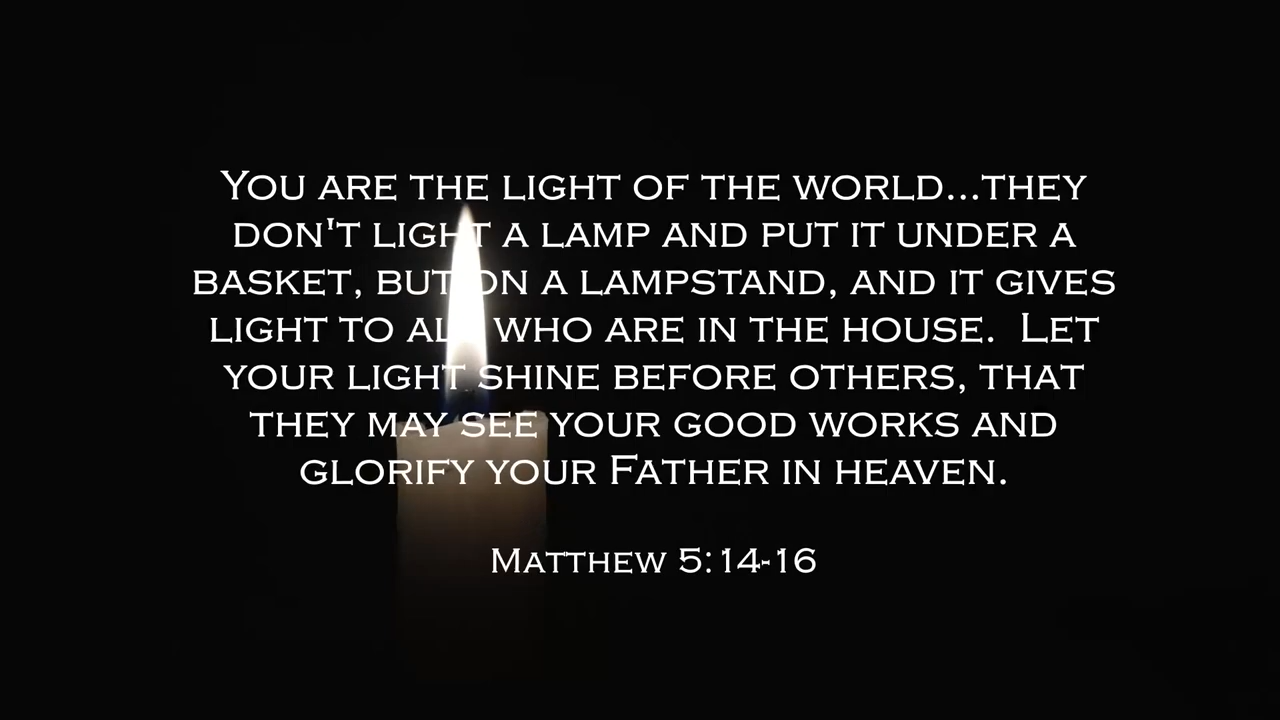 You are the light of the world...they
don't light a lamp and put it under a
basket, but on a lampstand, and it gives
light to all who are in the house.  Let
your light shine before others, that
they may see your good works and
glorify your Father in heaven.
Matthew 5:14-16